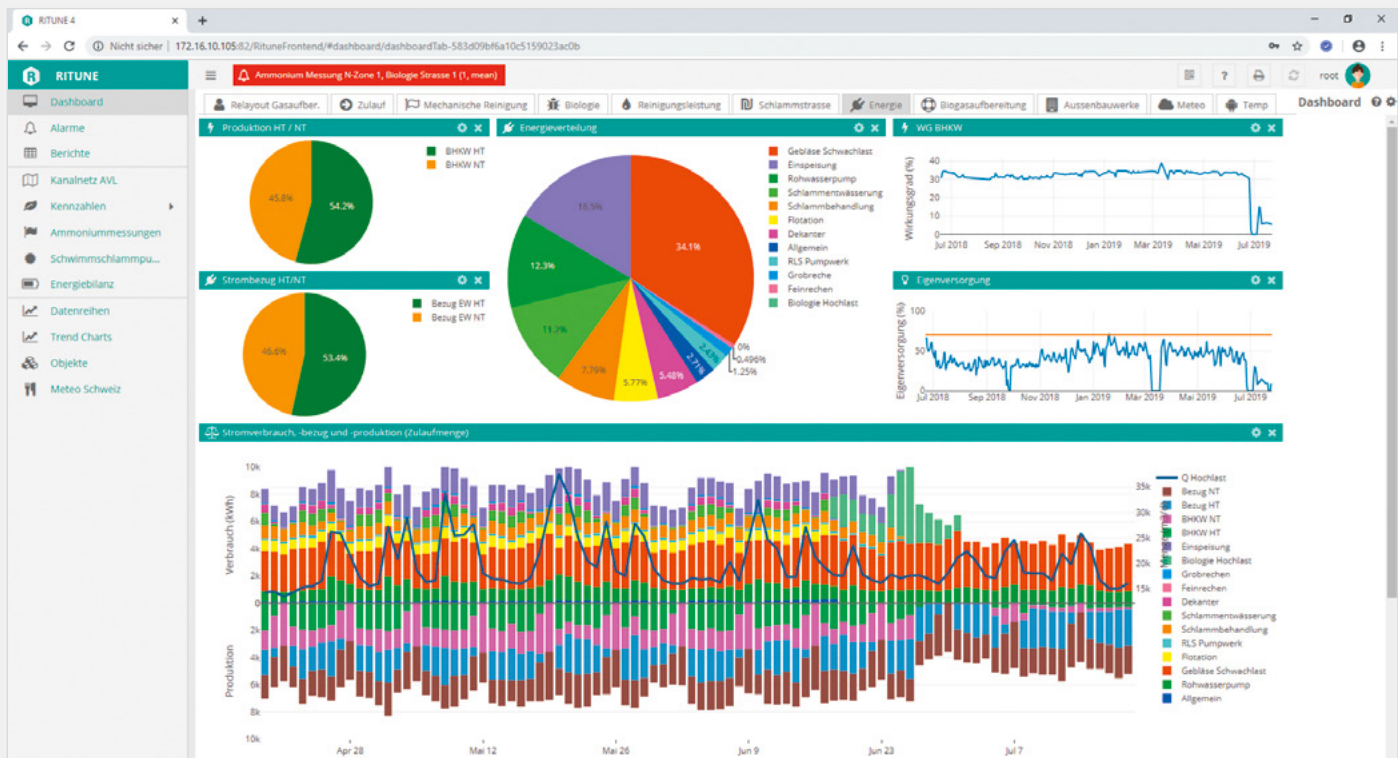 RITUNE 4
Nicht sicher | 172.16.10.105:82/RituneFrontend/#dashboard/dashboardTab-583d09bf6a10c5159023ac0b
R RITUNE
Ammonium Messung N-Zone 1, Biologie Strasse 1 (1, mean)
? root
Dashboard
Alarme
Berichte
Kanalnetz AVL
Kennzahlen
Ammoniummessungen
Schwimmschlammpu...
Energiebilanz
Datenreihen
Trend Charts
Objekte
Meteo Schweiz
Relayout Gasaufber. Zulauf Mechanische Reinigung Biologie Reinigungsleistung Schlammstrasse Energie Biogasaufbereitung Aussenbauwerke Meteo Temp Dashboard
Produktion HT / NT
BHKW HT
BHKW NT
45.8%
54.2%
Strombezug HT/NT
Bezug EW HT
Bezug EW NT
46.6%
53.4%
Energieverteilung
Gebläse Schwachlast
Einspeisung
Rohwasserpump
Schlammentwässerung
Schlammbehandlung
Flotation
Dekanter
Allgemein
RLS Pumpwerk
Grobreche
Feinrechen
Biologie Hochlast
34.1%
12.3%
7.79%
5.77%
5.48%
2.71%
2.47%
0%
0.496%
1.25%
WG BHKW
Wirkungsgrad (%)
40
30
20
10
0
Jul 2018 Sep 2018 Nov 2018 Jan 2019 Mär 2019 Mai 2019 Jul 2019
Eigenversorgung
Eigenversorgung (%)
100
50
0
Jul 2018 Sep 2018 Nov 2018 Jan 2019 Mär 2019 Mai 2019 Jul 2019
Stromverbrauch, -bezug und -produktion (Zulaufmenge)
Verbrauch (kWh)
Produktion
10k
8k
6k
4k
2k
0
2k
4k
6k
8k
10k
Apr 28 Mai 12 Mai 26 Jun 9 Jun 23 Jul 7
35k
30k
25k
20k
15k
Q Hochlast
Bezug NT
Bezug HT
BHKW NT
BHKW HT
Einspeisung
Biologie Hochlast
Grobrechen
Feinrechen
Dekanter
Schlammentwässerung
Schlammbehandlung
RLS Pumpwerk
Flotation
Gebläse Schwachlast
Rohwasserpump
Allgemein